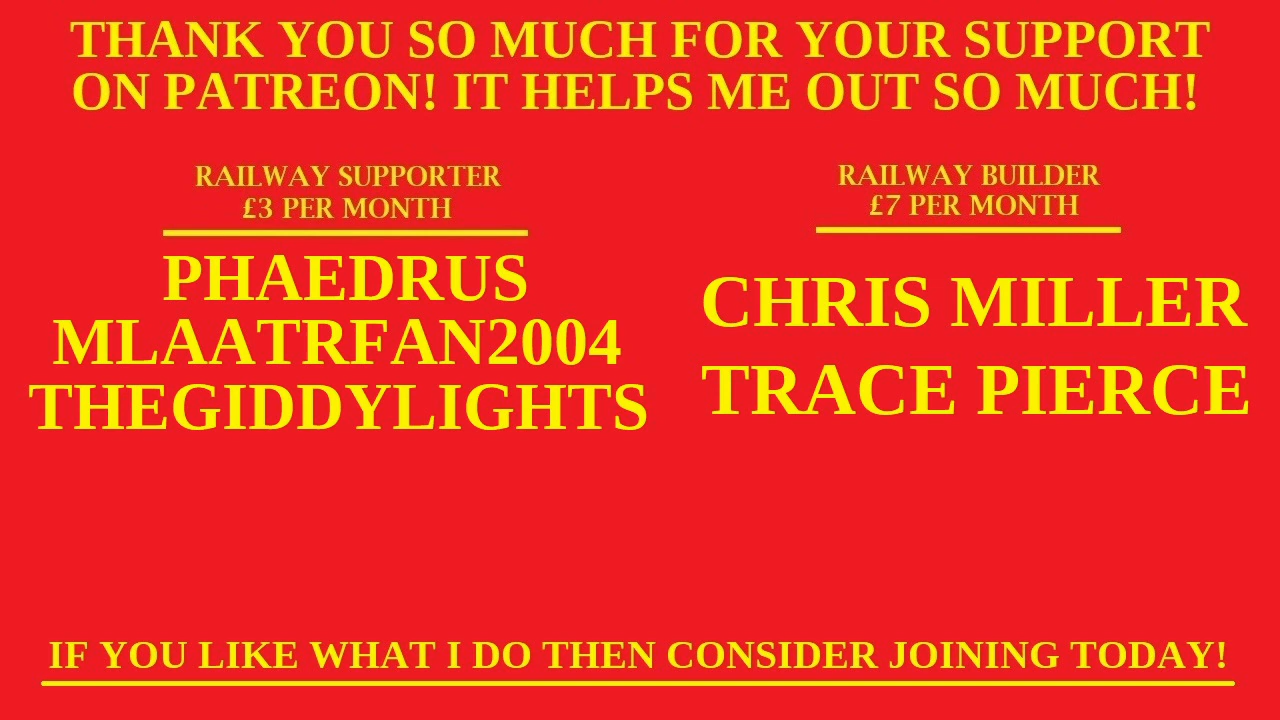 THANK YOU SO MUCH FOR YOUR SUPPORT
ON PATREON! IT HELPS ME OUT SO MUCH!
RAILWAY SUPPORTER
£3 PER MONTH
PHAEDRUS
MLAATRFAN2004
THEGIDDYLIGHTS
RAILWAY BUILDER
£7 PER MONTH
CHRIS MILLER
TRACE PIERCE
IF YOU LIKE WHAT I DO THEN CONSIDER JOINING TODAY!